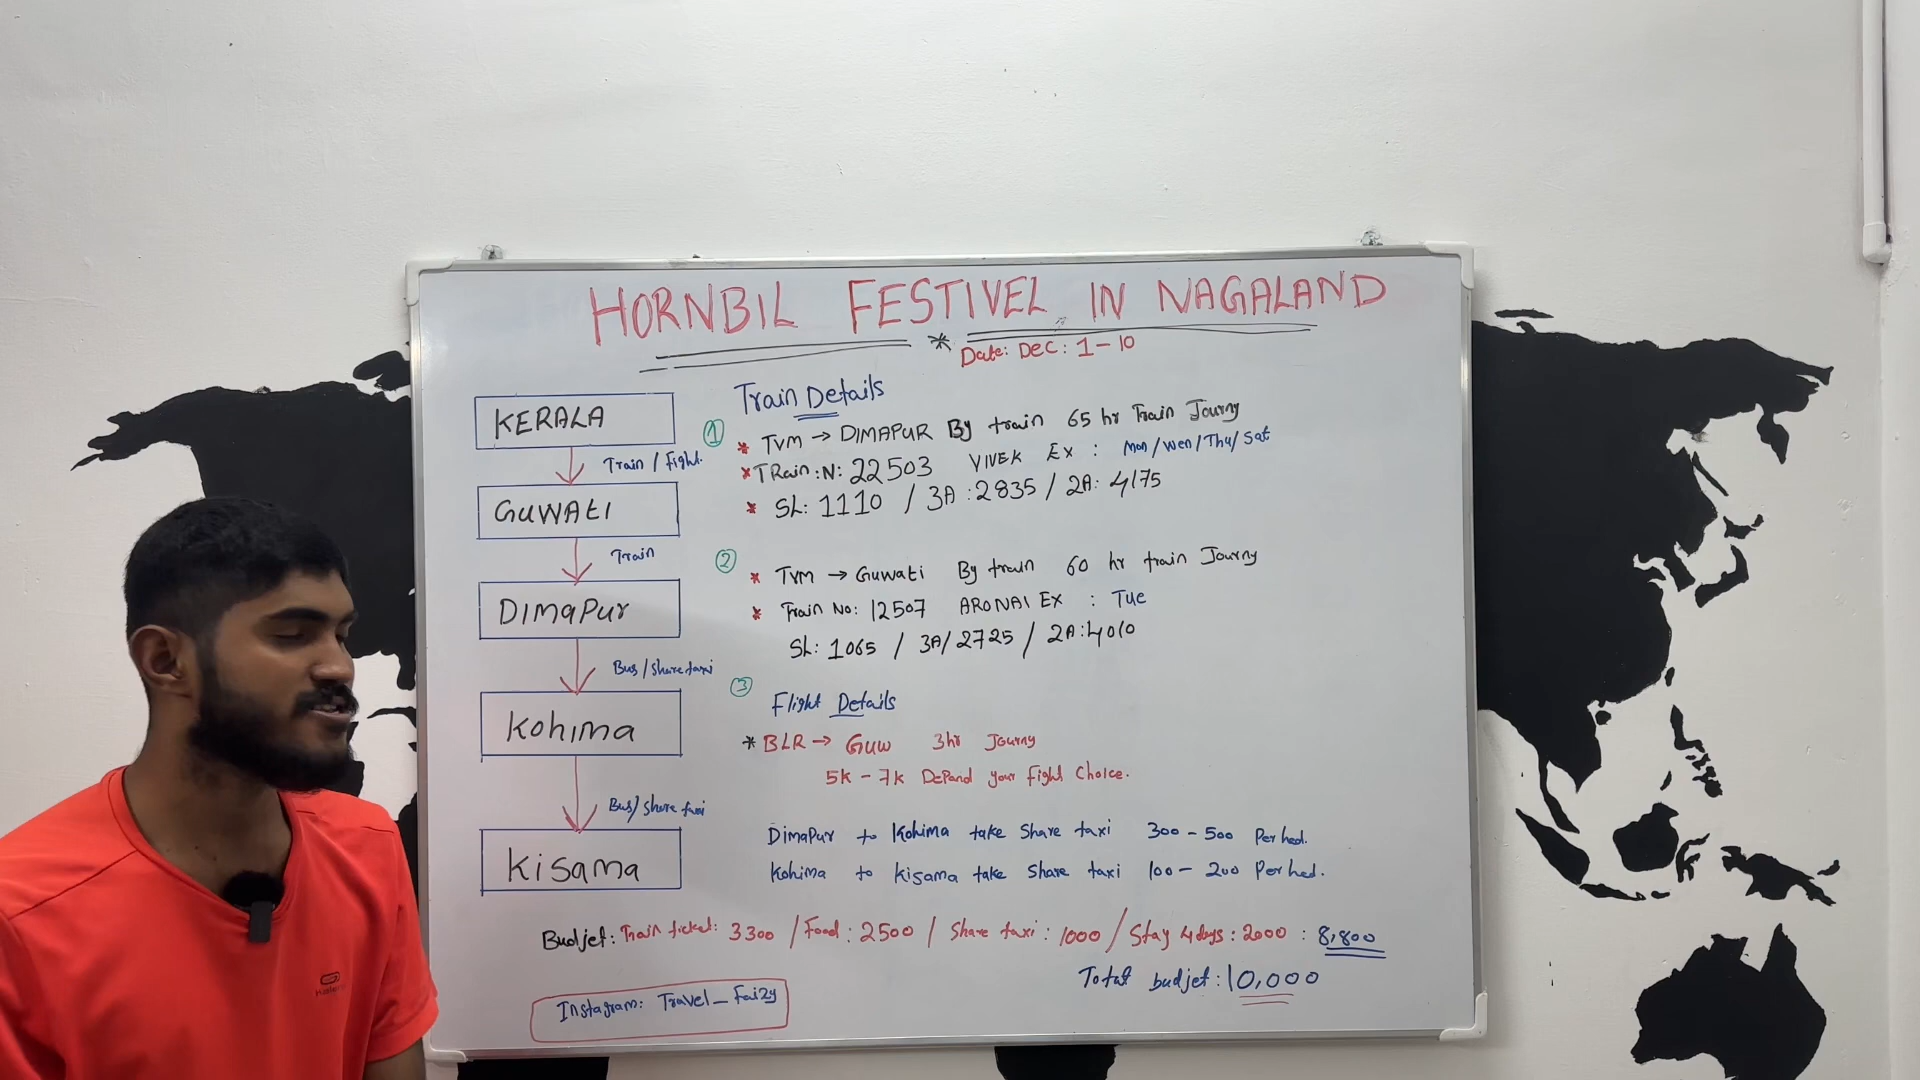 HORNBIL FESTIVEL IN NAGALAND
* Date: Dec: 1-10
KERALA
Train / Fight.
GUWATI
Train
DIMAPUR
Bus / Share taxi
Kohima
Bus / Share taxi
Kisama
Train Details
① * TVM → DIMAPUR By train 65 hr Train Journy
* TRain: N: 22503 VIVEK EX : Mon/Wen/Thu/Sat
* SL: 1110 / 3A: 2835 / 2A: 4175
② * TVM → Guwati By train 60 hr train Journy
* Train No: 12507 ARONAI EX : Tue
SL: 1065 / 3A/ 2725 / 2A: 4010
③ Flight Details
* BLR → GUW 3hr Journy
5K - 7K DEPand your Fight Choice.
DimaPur to Kohima take Share taxi 300 - 500 Per hed.
Kohima to Kisama take Share taxi 100 - 200 Per hed.
Budjet: Train ticket: 3300 / Food: 2500 / Share taxi: 1000 / Stay 4days: 2000 : 8,800
Total budjet: 10,000
Instagram: Travel_Faizy